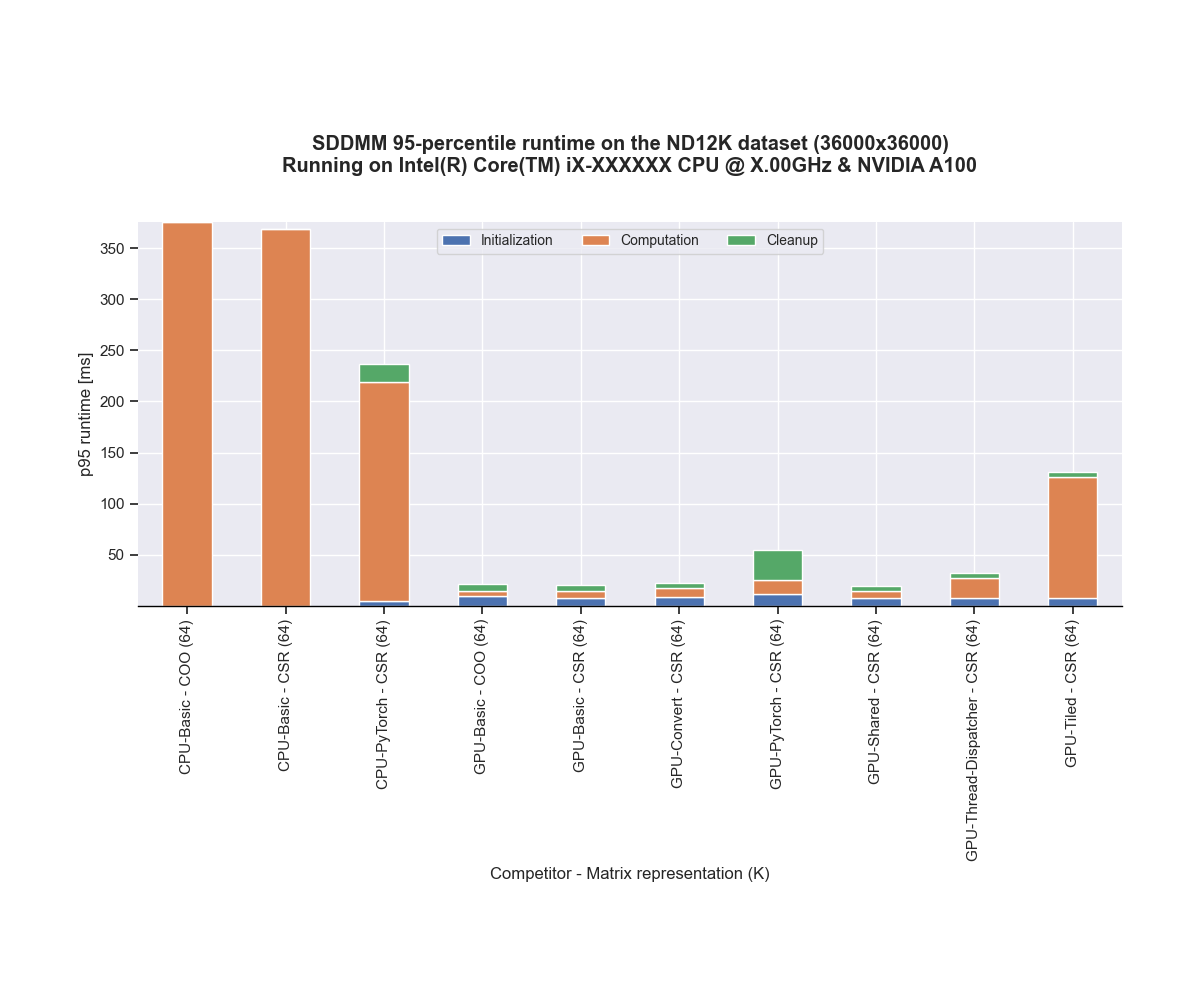 SDDMM 95-percentile runtime on the ND12K dataset (36000x36000)
Running on Intel(R) Core(TM) iX-XXXXXX CPU @ X.00GHz & NVIDIA A100
Initialization
Computation
Cleanup
p95 runtime [ms]
350
300
250
200
150
100
50
CPU-Basic - COO (64)
CPU-Basic - CSR (64)
CPU-PyTorch - CSR (64)
GPU-Basic - COO (64)
GPU-Basic - CSR (64)
GPU-Convert - CSR (64)
GPU-PyTorch - CSR (64)
GPU-Shared - CSR (64)
GPU-Thread-Dispatcher - CSR (64)
GPU-Tiled - CSR (64)
Competitor - Matrix representation (K)